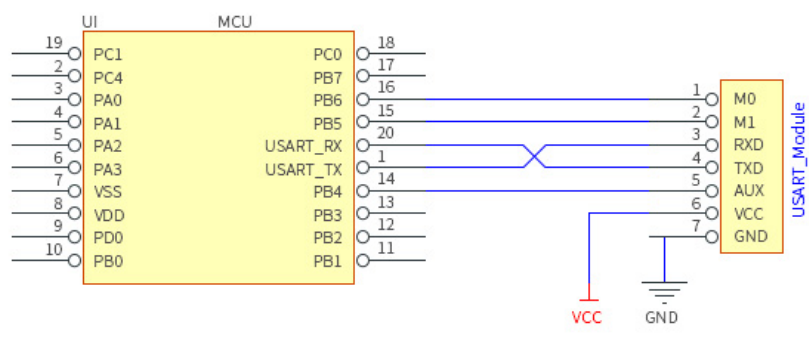 UI MCU
19 PC1 PC0 18
2 PC4 PB7 17
3 PA0 PB6 16 1 M0
4 PA1 PB5 15 2 M1
5 PA2 USART_RX 20 3 RXD
6 PA3 USART_TX 1 4 TXD
7 VSS PB4 14 5 AUX
8 VDD PB3 13 6 VCC
9 PD0 PB2 12 7 GND
10 PB0 PB1 11
USART_Module
VCC GND